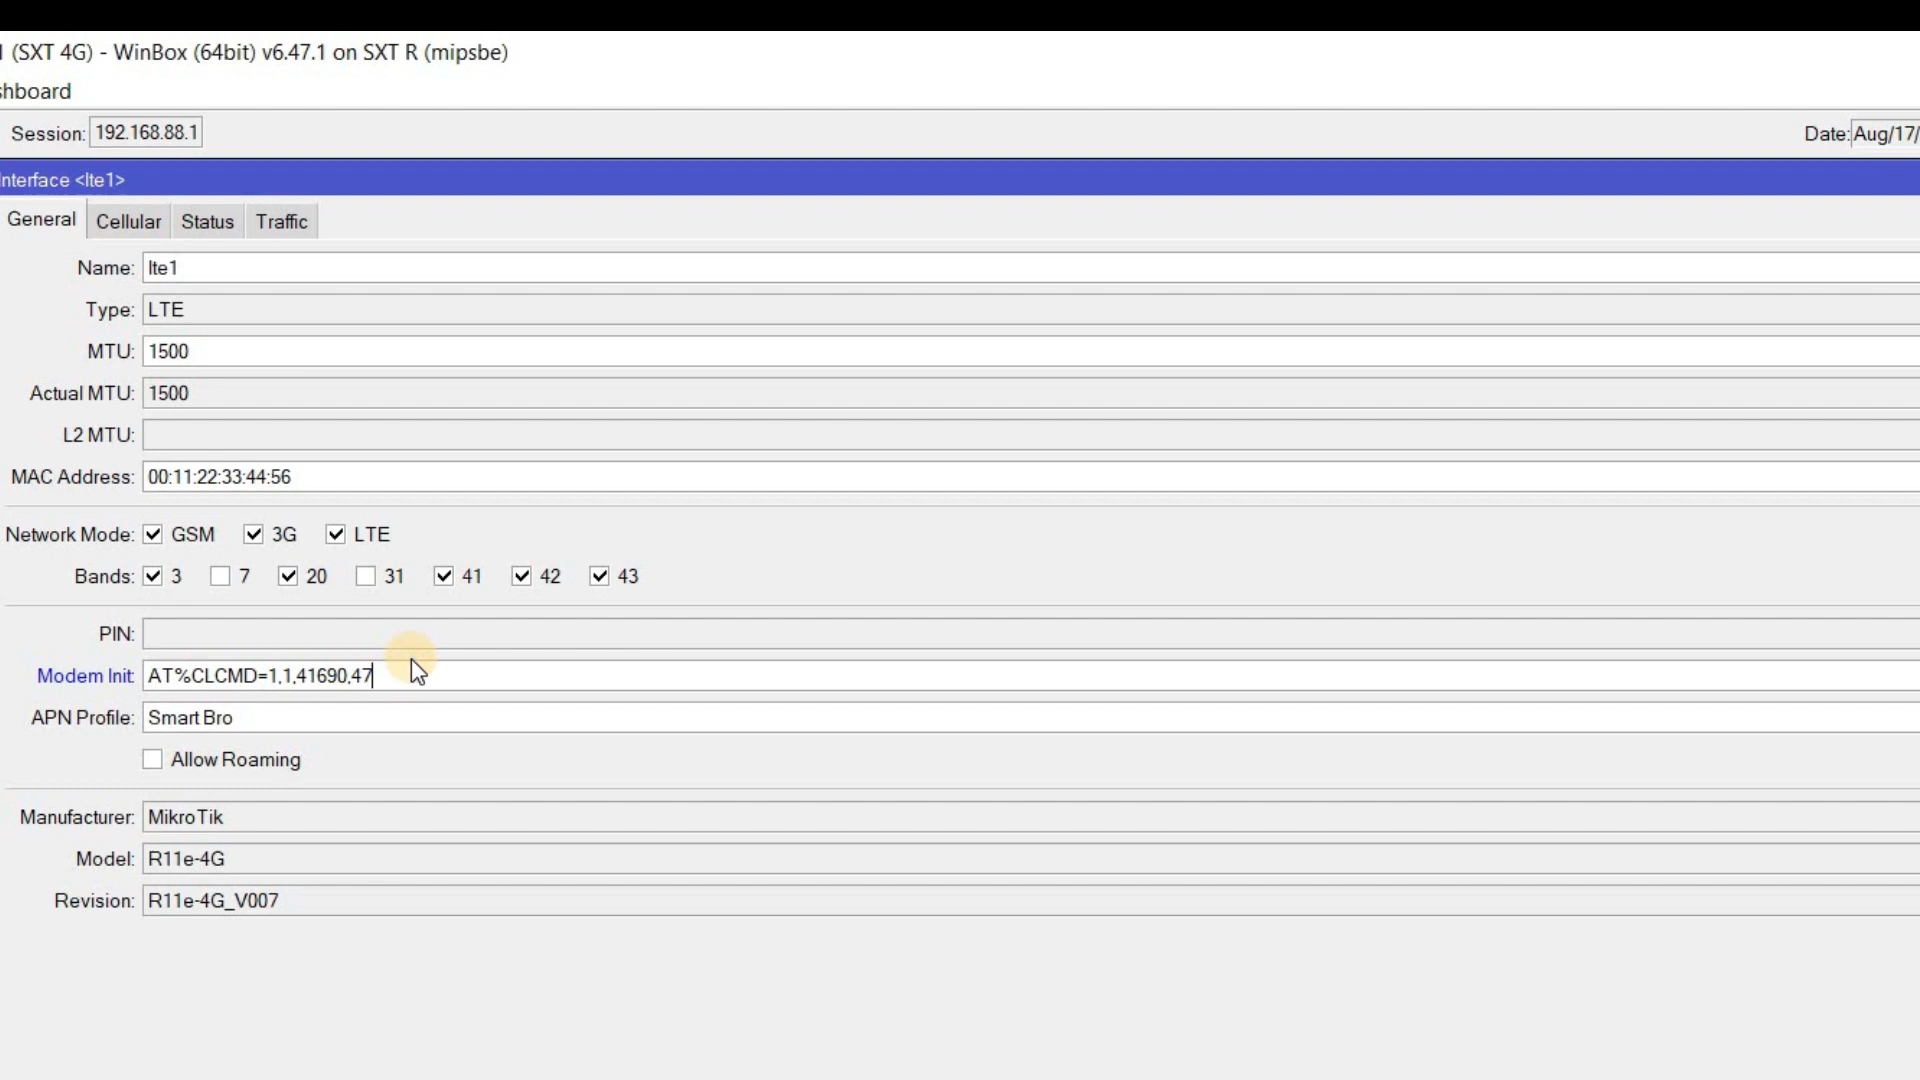 (SXT 4G) - WinBox (64bit) v6.47.1 on SXT R (mipsbe)
shboard
Session: 192.168.88.1 Date: Aug/17/
Interface <lte1>
General Cellular Status Traffic
Name: lte1
Type: LTE
MTU: 1500
Actual MTU: 1500
L2 MTU:
MAC Address: 00:11:22:33:44:56
Network Mode: GSM 3G LTE
Bands: 3 7 20 31 41 42 43
PIN:
Modem Init: AT%CLCMD=1,1,41690,47
APN Profile: Smart Bro
Allow Roaming
Manufacturer: MikroTik
Model: R11e-4G
Revision: R11e-4G_V007